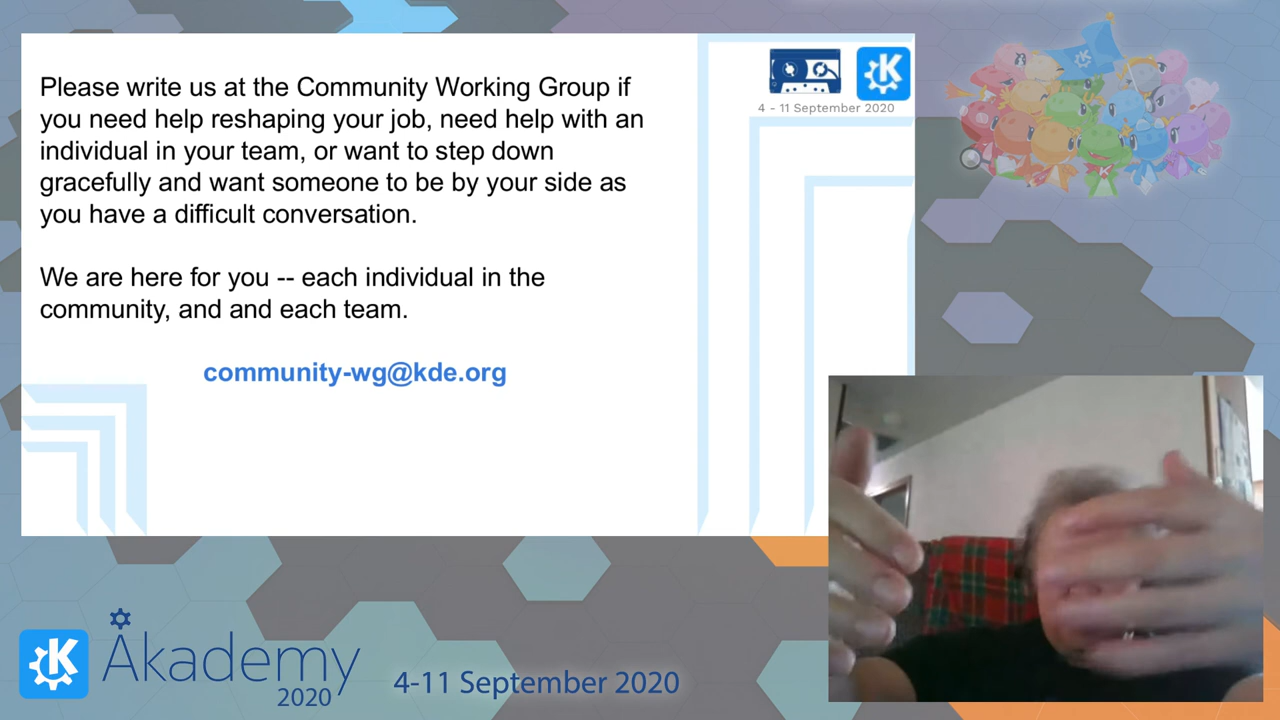 Please write us at the Community Working Group if
you need help reshaping your job, need help with an
individual in your team, or want to step down
gracefully and want someone to be by your side as
you have a difficult conversation.
We are here for you -- each individual in the
community, and and each team.
community-wg@kde.org
4 - 11 September 2020
Akademy
2020
4-11 September 2020